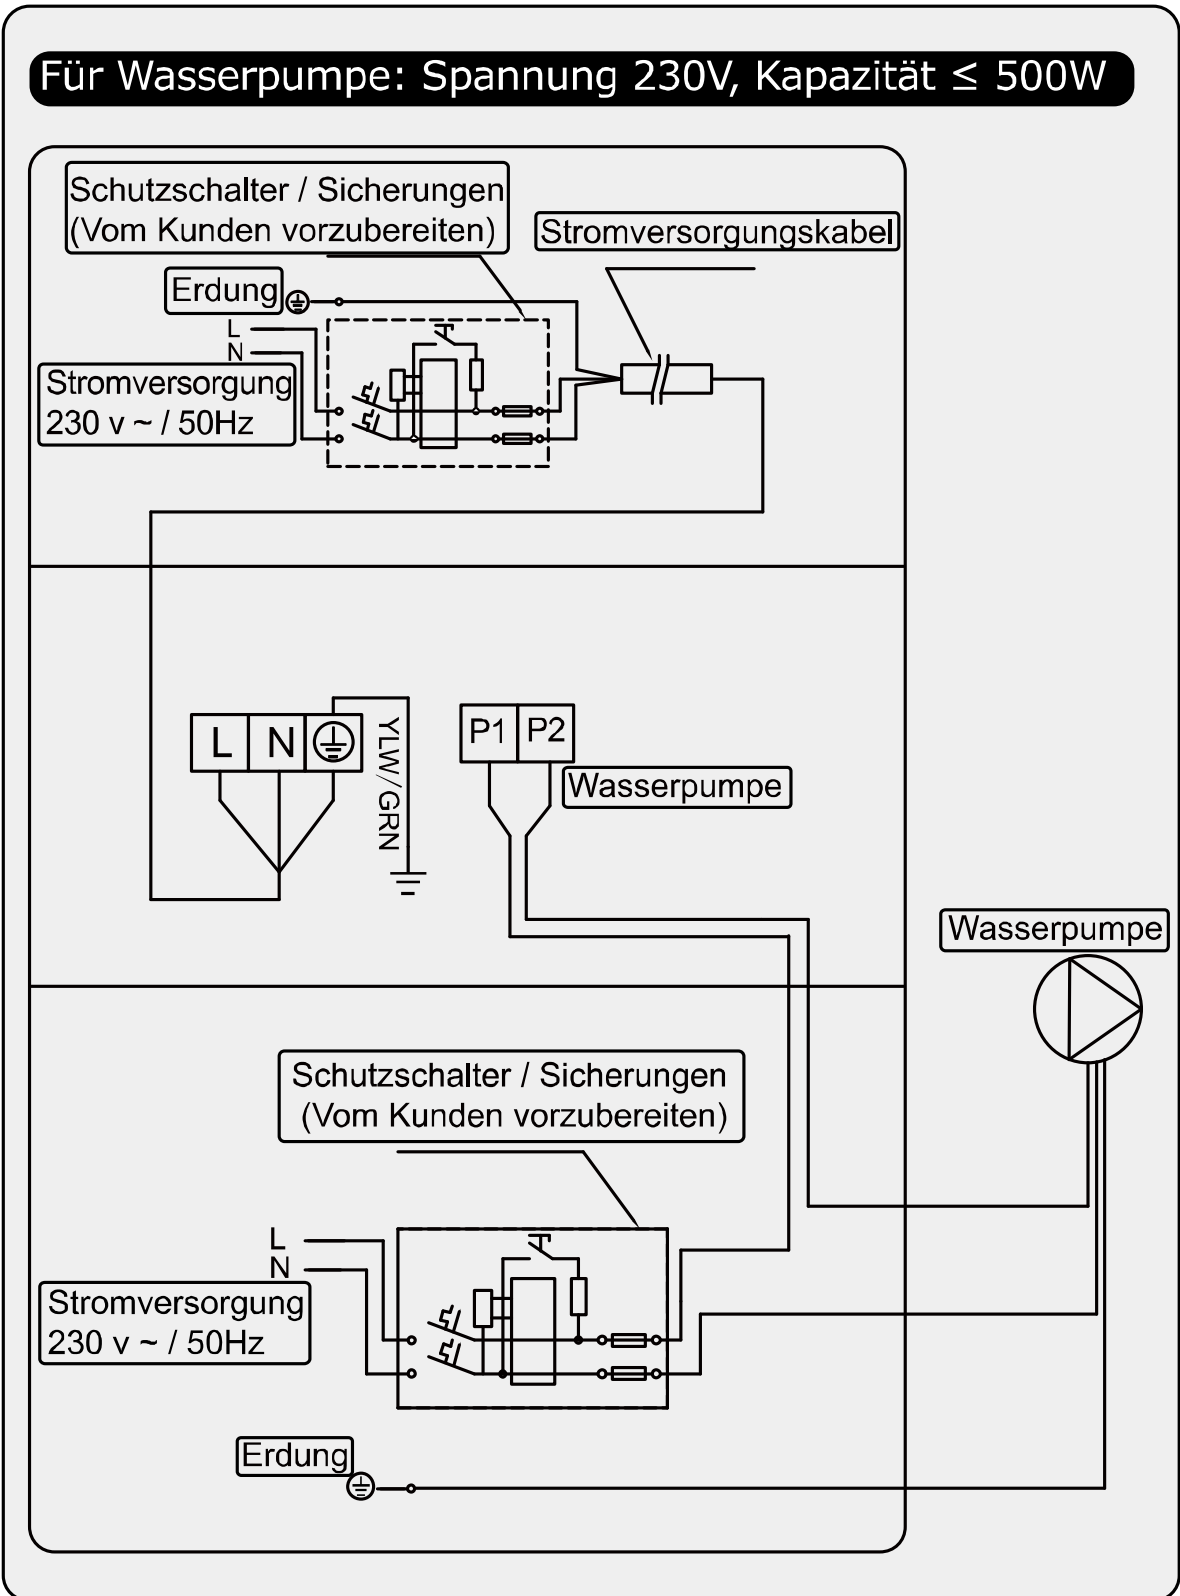 Für Wasserpumpe: Spannung 230V, Kapazität ≤ 500W
Schutzschalter / Sicherungen
(Vom Kunden vorzubereiten)
Stromversorgungskabel
Erdung
L
N
Stromversorgung
230 v ~ / 50Hz
L N
YLW/GRN
P1 P2
Wasserpumpe
Wasserpumpe
Schutzschalter / Sicherungen
(Vom Kunden vorzubereiten)
L
N
Stromversorgung
230 v ~ / 50Hz
Erdung